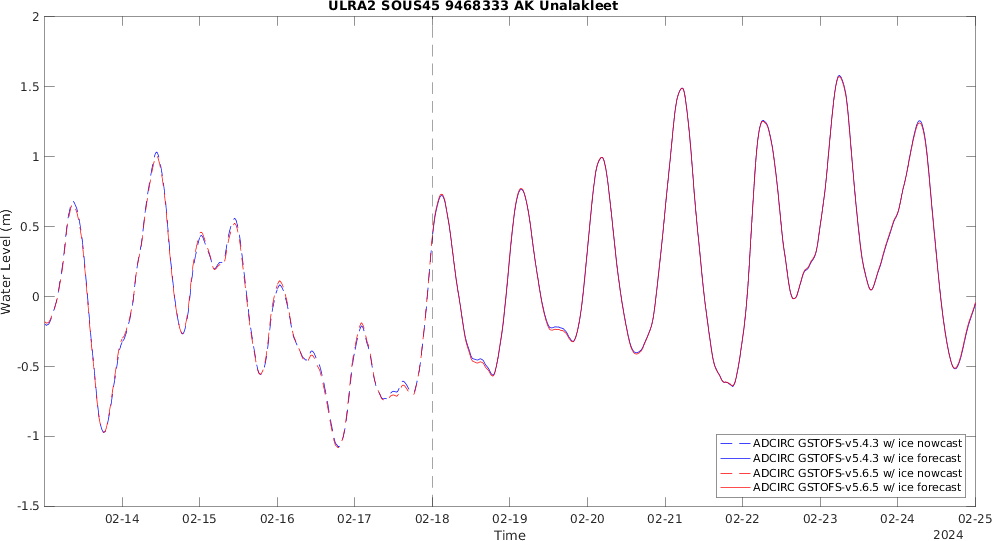 ULRA2 SOUS45 9468333 AK Unalakleet
2
1.5
1
0.5
0
-0.5
-1
-1.5
Water Level (m)
ADCIRC GSTOFS-v5.4.3 w/ ice nowcast
ADCIRC GSTOFS-v5.4.3 w/ ice forecast
ADCIRC GSTOFS-v5.6.5 w/ ice nowcast
ADCIRC GSTOFS-v5.6.5 w/ ice forecast
02-14 02-15 02-16 02-17 02-18 02-19 02-20 02-21 02-22 02-23 02-24 02-25
Time
2024